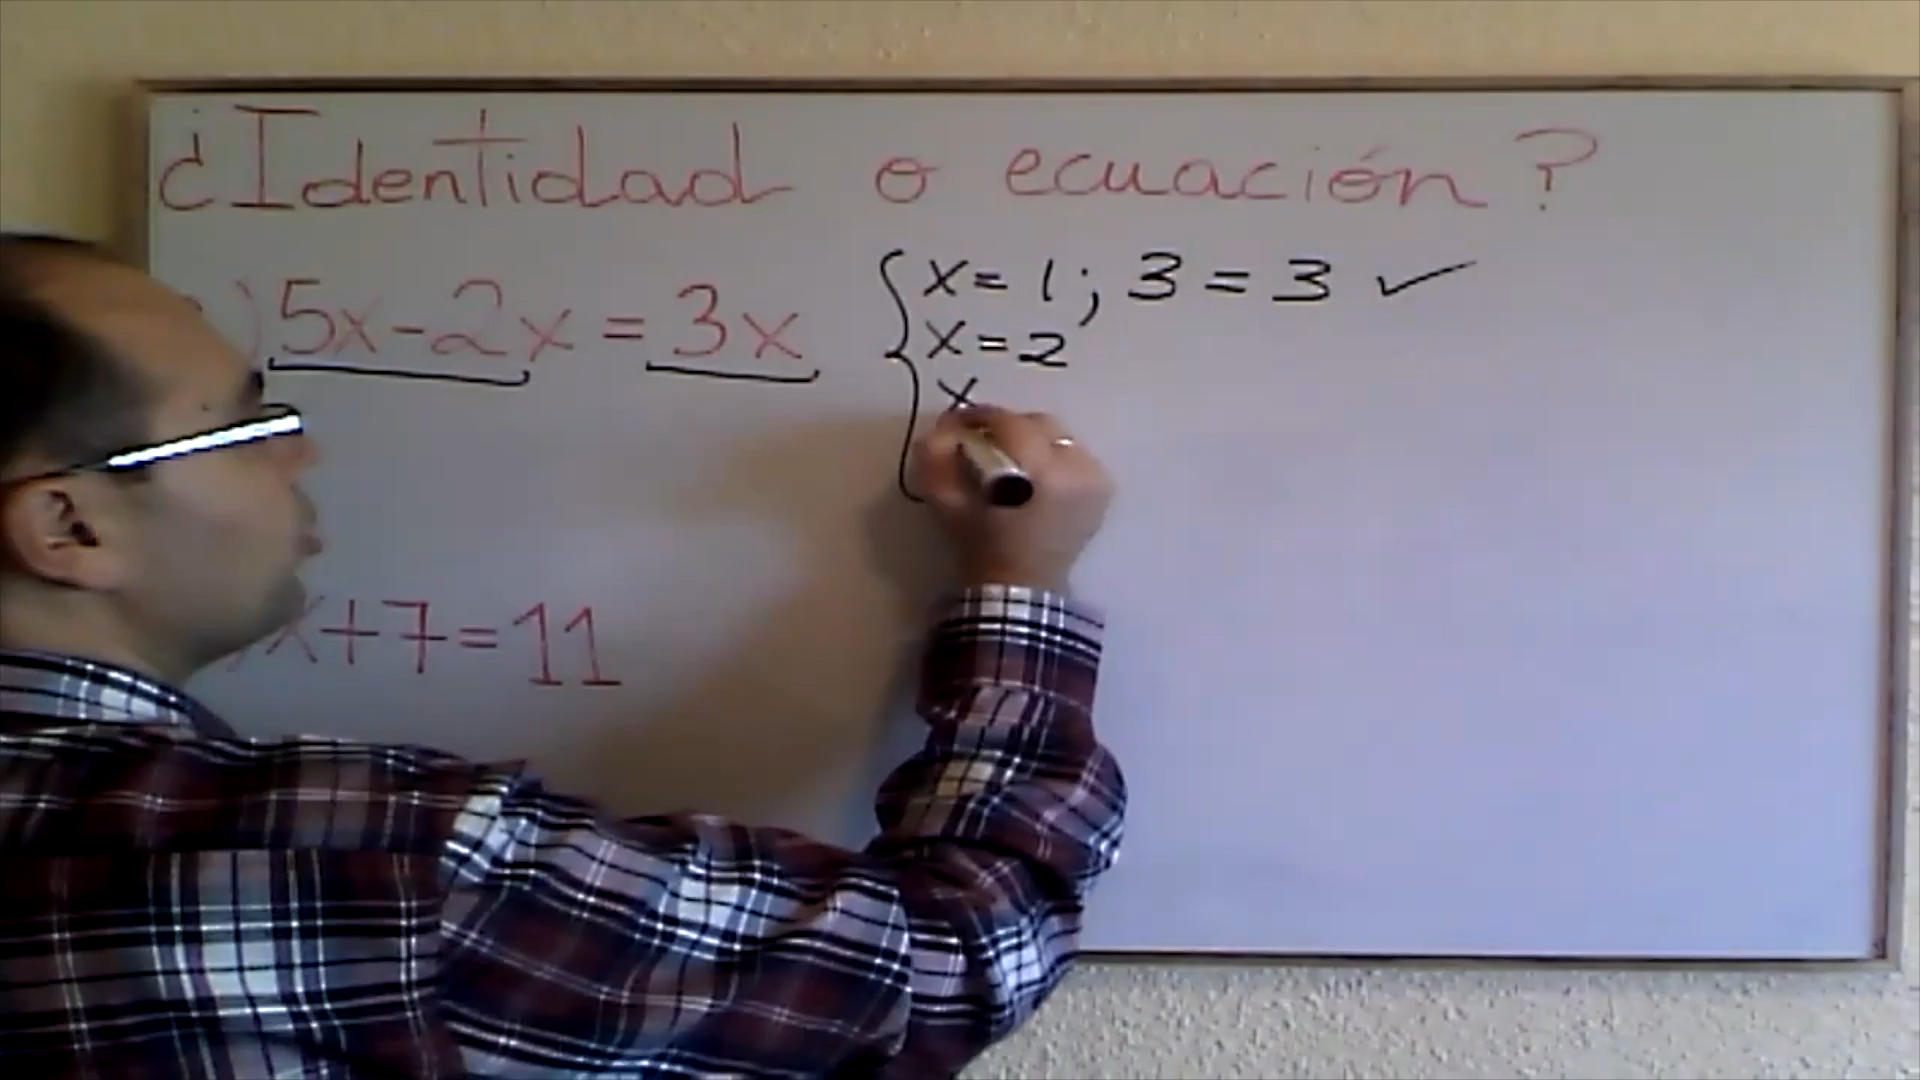 ¿Identidad o ecuación?
) 5x-2x = 3x
x = 1 ; 3 = 3 ✓
x = 2
x
x+7=11